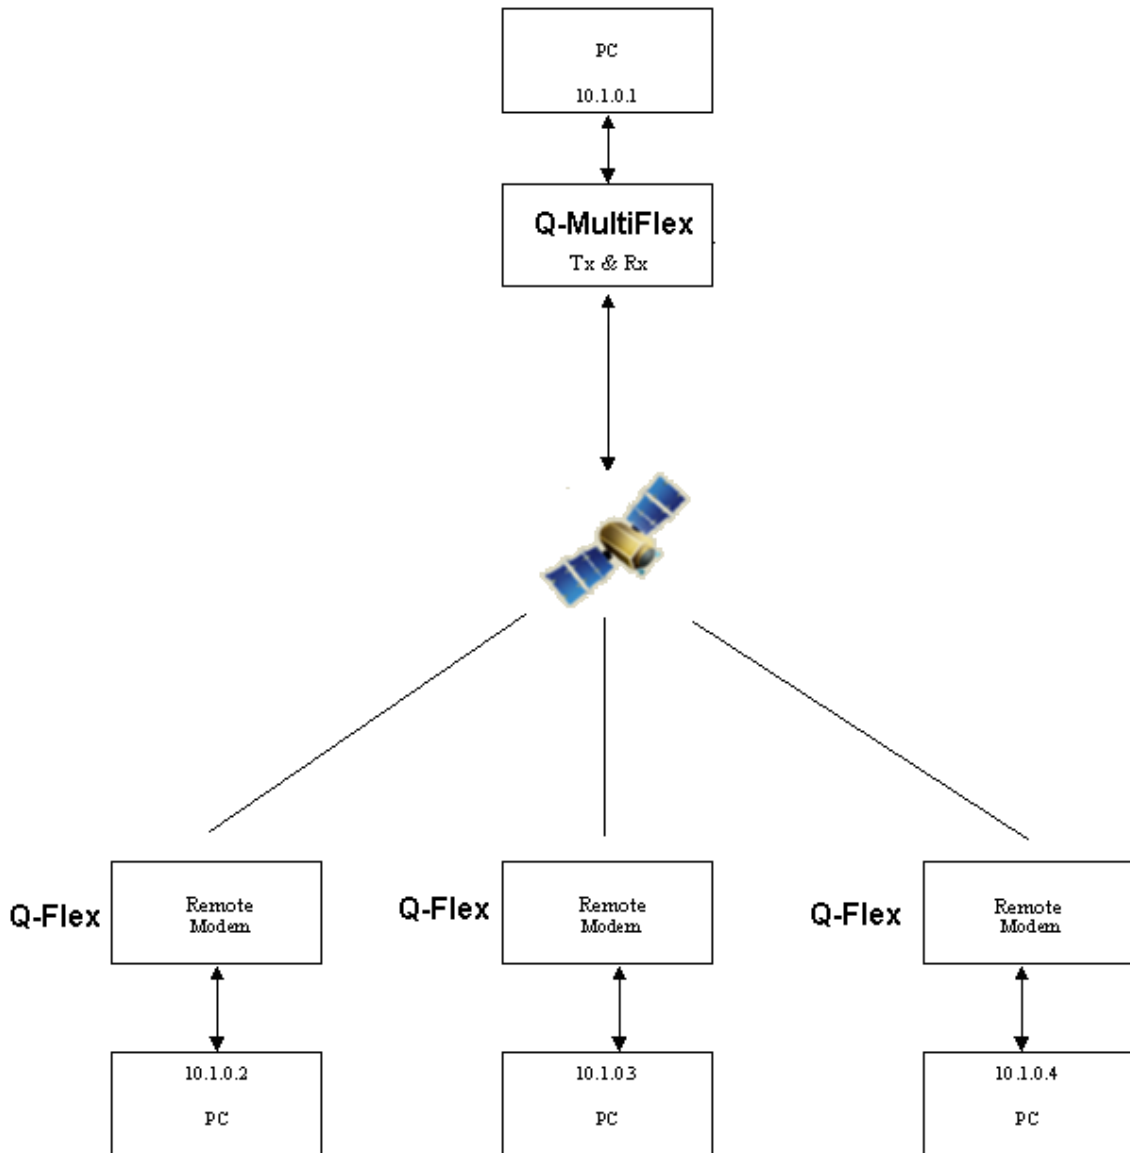 PC
10.1.0.1
Q-MultiFlex
Tx & Rx
Q-Flex
Remote
Modem
Q-Flex
Remote
Modem
Q-Flex
Remote
Modem
10.1.0.2
PC
10.1.0.3
PC
10.1.0.4
PC